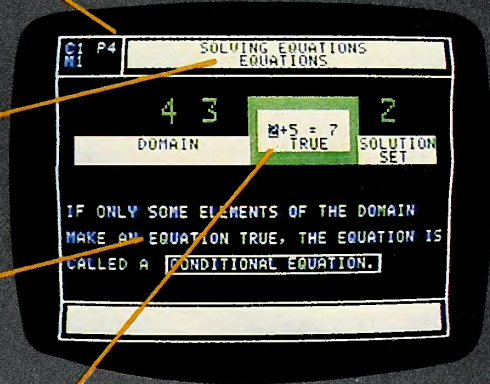 C1 P4
M1
SOLVING EQUATIONS
EQUATIONS
4 3
2
2+5 = 7
TRUE
DOMAIN
SOLUTION
SET
IF ONLY SOME ELEMENTS OF THE DOMAIN
MAKE AN EQUATION TRUE, THE EQUATION IS
CALLED A CONDITIONAL EQUATION.